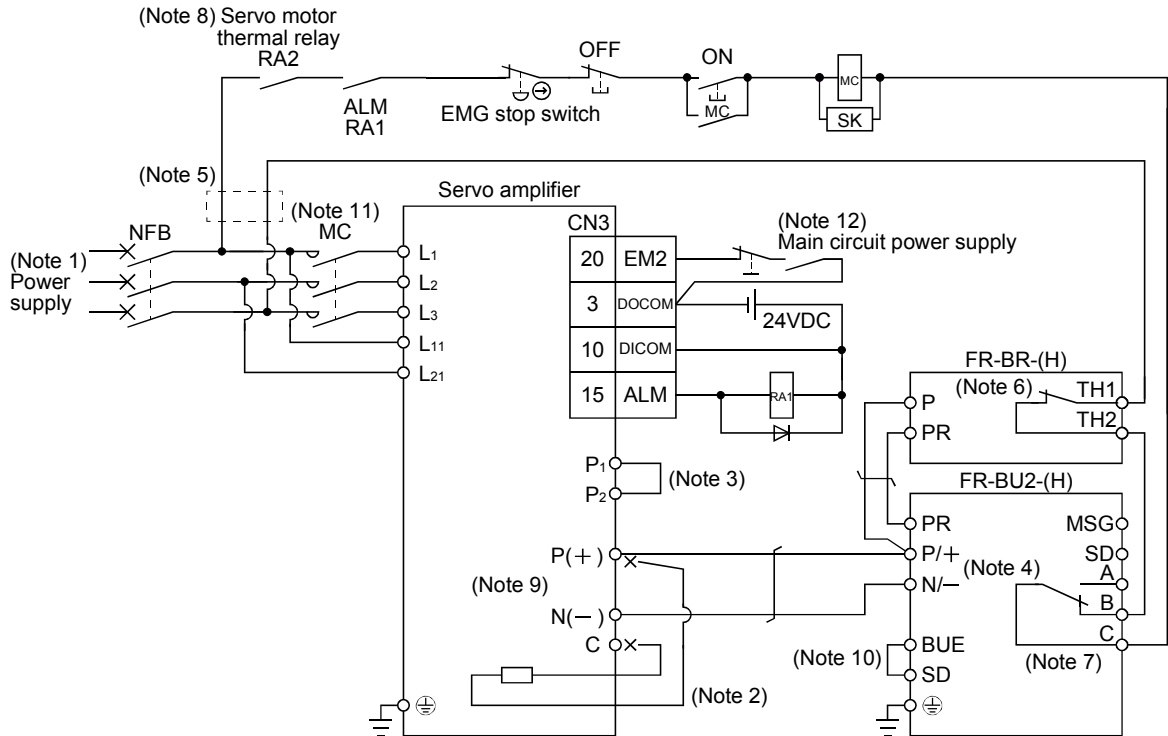 (Note 8) Servo motor
thermal relay
RA2
OFF
ON
MC
ALM
RA1
EMG stop switch
MC
SK
(Note 5)
Servo amplifier
(Note 11)
NFB
MC
CN3
(Note 12)
Main circuit power supply
(Note 1)
Power
supply
L1
L2
L3
L11
L21
20 EM2
3 DOCOM
24VDC
10 DICOM
15 ALM
RA1
FR-BR-(H)
(Note 6)
P
TH1
PR
TH2
P1
P2
(Note 3)
FR-BU2-(H)
PR
MSG
P(+)
P/+
SD
(Note 9)
N/-
(Note 4)
A
N(-)
B
C
BUE
C
(Note 10)
SD
(Note 7)
(Note 2)